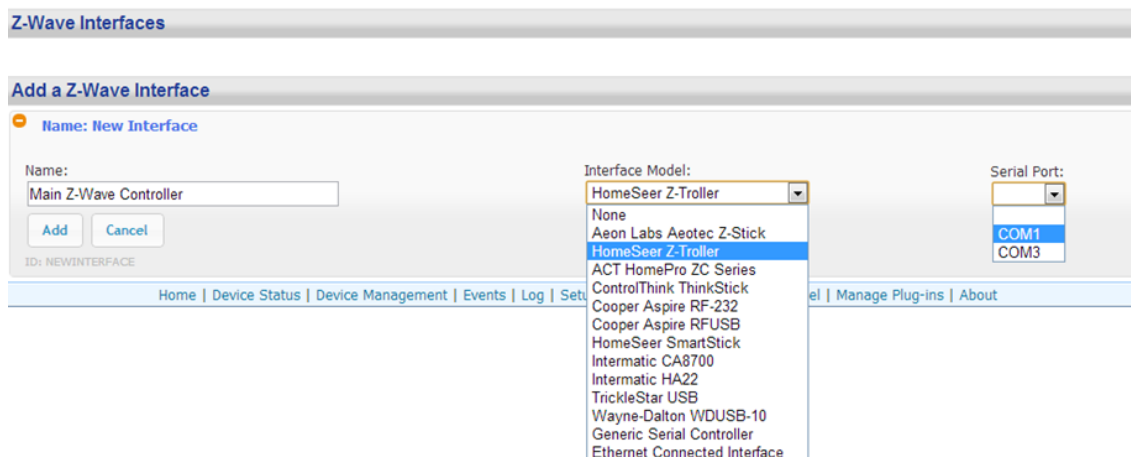 Z-Wave Interfaces
Add a Z-Wave Interface
Name: New Interface
Name:
Main Z-Wave Controller
Add
Cancel
ID: NEWINTERFACE
Interface Model:
HomeSeer Z-Troller
None
Aeon Labs Aeotec Z-Stick
HomeSeer Z-Troller
ACT HomePro ZC Series
ControlThink ThinkStick
Cooper Aspire RF-232
Cooper Aspire RFUSB
HomeSeer SmartStick
Intermatic CA8700
Intermatic HA22
TrickleStar USB
Wayne-Dalton WDUSB-10
Generic Serial Controller
Ethernet Connected Interface
Serial Port:
COM1
COM3
Home | Device Status | Device Management | Events | Log | Setu
el | Manage Plug-ins | About